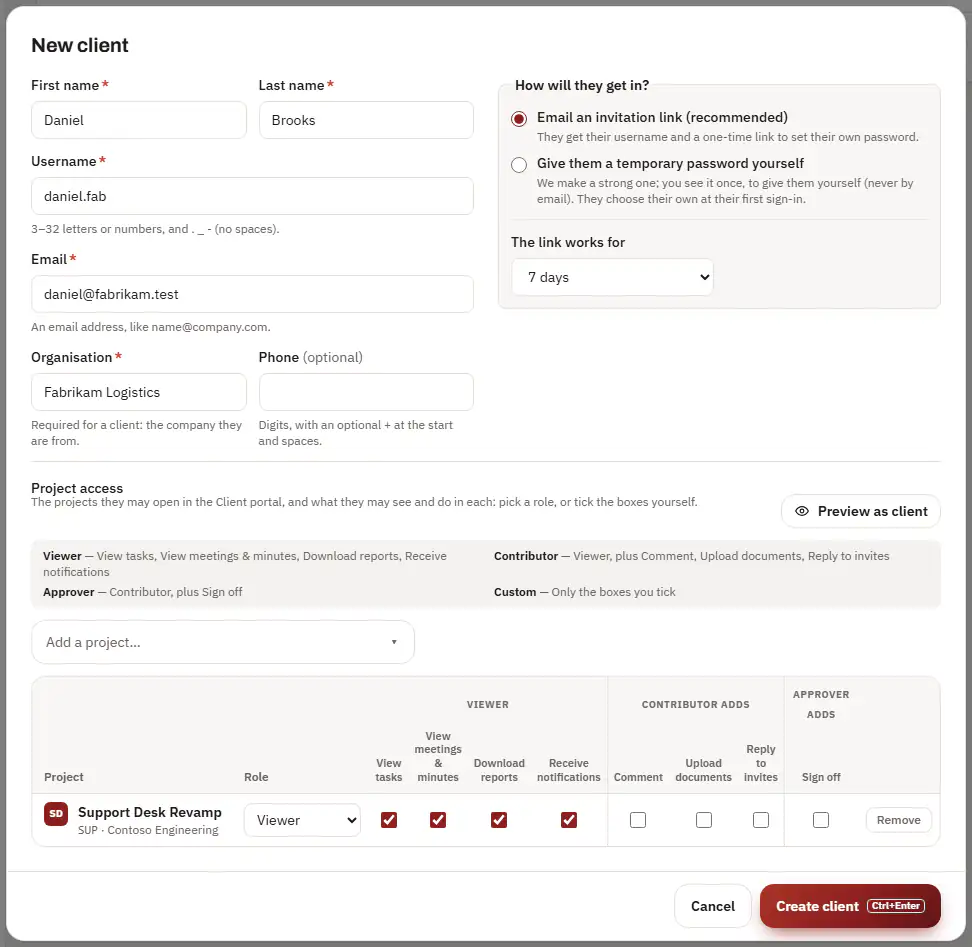 New client
First name *
Last name *
Daniel
Brooks
Username *
daniel.fab
3–32 letters or numbers, and . _ - (no spaces).
Email *
daniel@fabrikam.test
An email address, like name@company.com.
Organisation *
Phone (optional)
Fabrikam Logistics
Required for a client: the company they
are from.
Digits, with an optional + at the start
and spaces.
How will they get in?
Email an invitation link (recommended)
They get their username and a one-time link to set their own password.
Give them a temporary password yourself
We make a strong one; you see it once, to give them yourself (never by
email). They choose their own at their first sign-in.
The link works for
7 days
Project access
The projects they may open in the Client portal, and what they may see and do in each: pick a role, or tick the boxes yourself.
Preview as client
Viewer — View tasks, View meetings & minutes, Download reports, Receive
notifications
Contributor — Viewer, plus Comment, Upload documents, Reply to invites
Approver — Contributor, plus Sign off
Custom — Only the boxes you tick
Add a project...
VIEWER
CONTRIBUTOR ADDS
APPROVER
ADDS
Project
Role
View
tasks
View
meetings
&
minutes
Download
reports
Receive
notifications
Comment
Upload
documents
Reply
to
invites
Sign off
SD
Support Desk Revamp
SUP · Contoso Engineering
Viewer
Remove
Cancel
Create client Ctrl+Enter